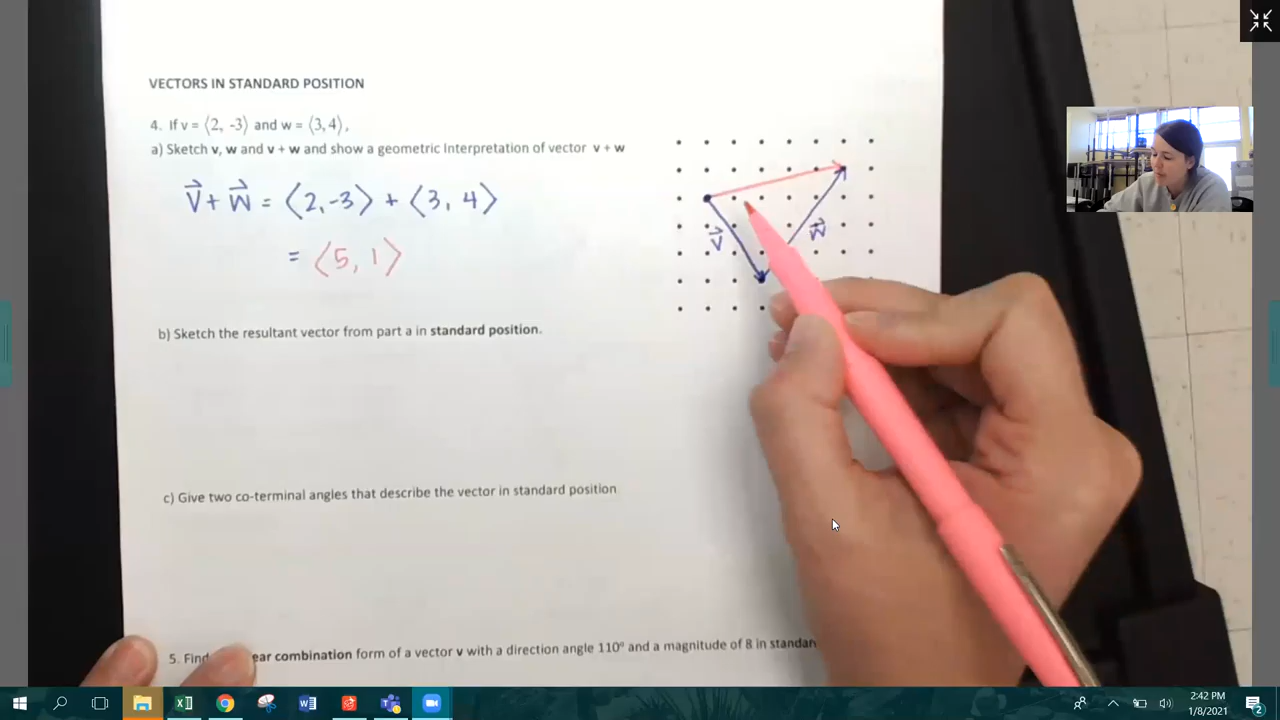 VECTORS IN STANDARD POSITION
4. If v = ⟨2, -3⟩ and w = ⟨3, 4⟩,
a) Sketch v, w and v + w and show a geometric interpretation of vector v + w
v⃗ + w⃗ = ⟨2,-3⟩ + ⟨3, 4⟩
= ⟨5, 1⟩
v⃗
w⃗
b) Sketch the resultant vector from part a in standard position.
c) Give two co-terminal angles that describe the vector in standard position
5. Find ear combination form of a vector v with a direction angle 110° and a magnitude of 8 in standar
2:42 PM
1/8/2021
2